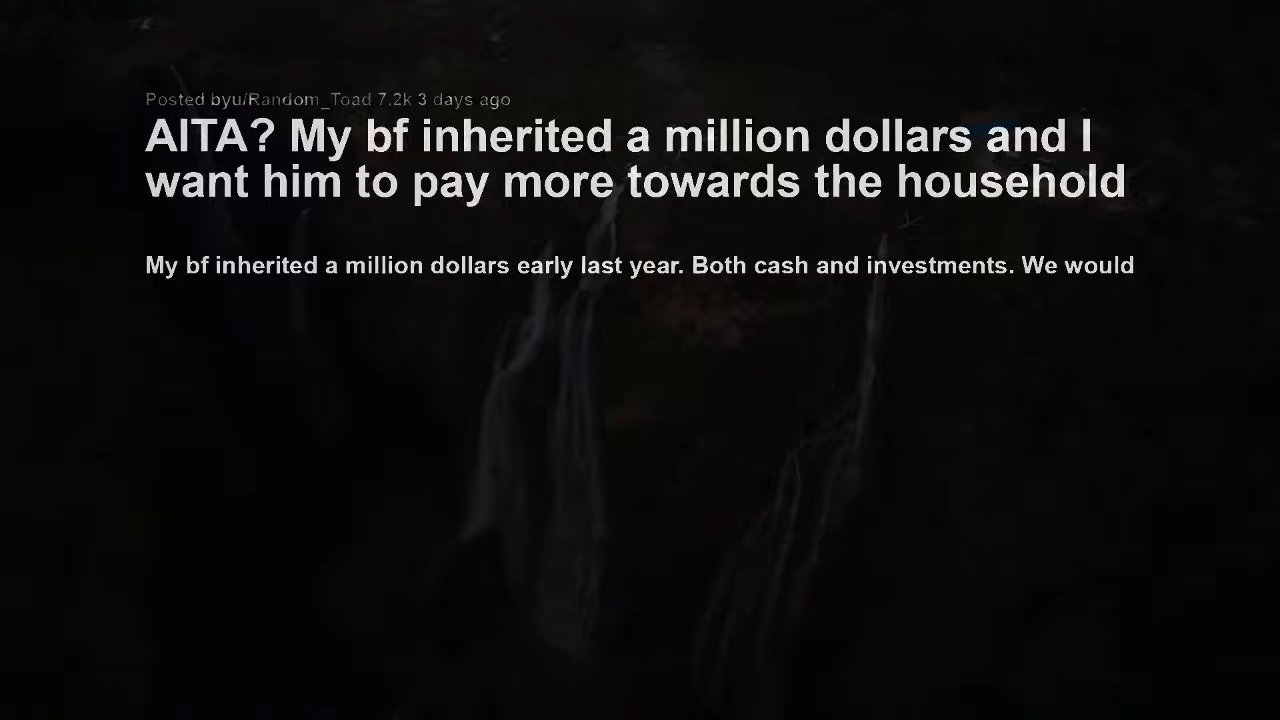 Posted byu/Random_Toad 7.2k 3 days ago
AITA? My bf inherited a million dollars and I
want him to pay more towards the household
My bf inherited a million dollars early last year. Both cash and investments. We would